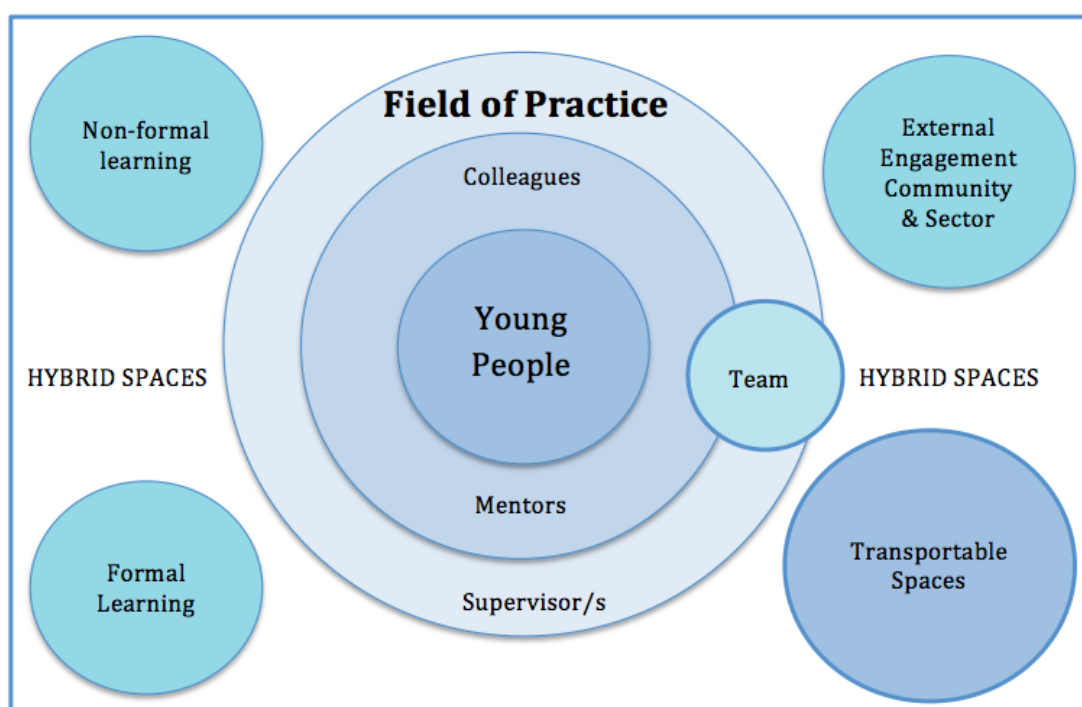 Field of Practice
Non-formal
learning
External
Engagement
Community
& Sector
Colleagues
Young
People
HYBRID SPACES
Team
HYBRID SPACES
Mentors
Transportable
Spaces
Formal
Learning
Supervisor/s